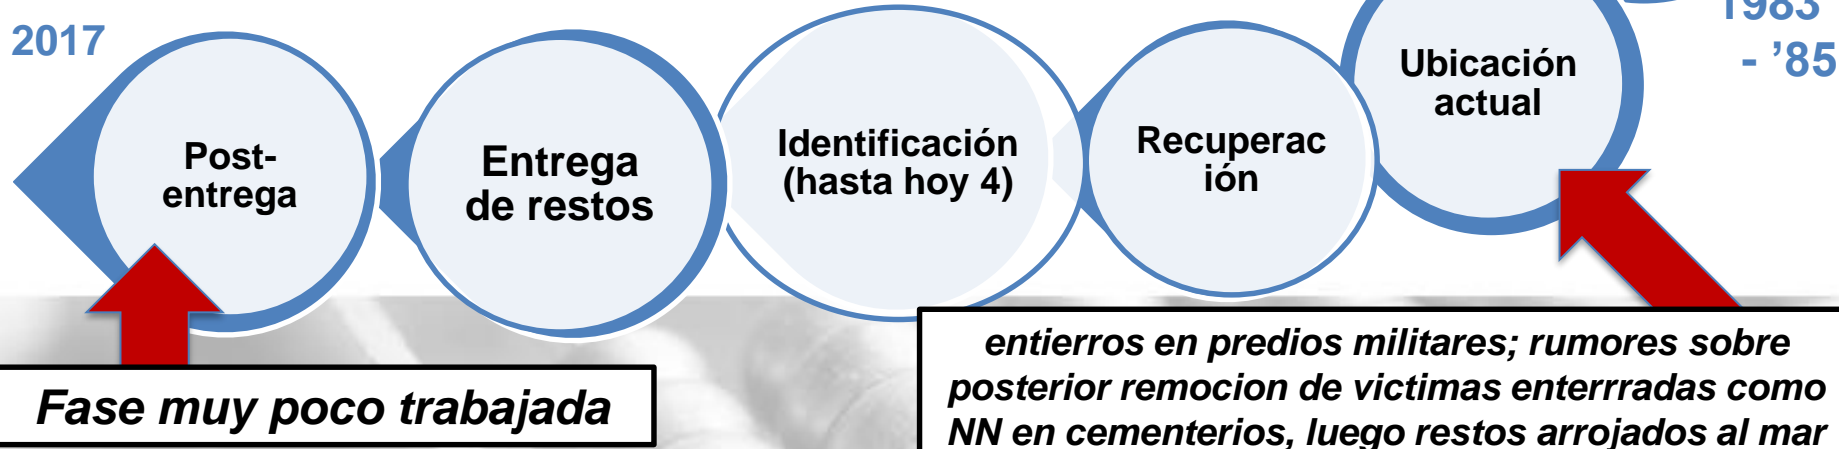 2017
1983
- ’85
Post-
entrega
Entrega
de restos
Identificación
(hasta hoy 4)
Recuperac
ión
Ubicación
actual
Fase muy poco trabajada
entierros en predios militares; rumores sobre
posterior remocion de victimas enterrradas como
NN en cementerios, luego restos arrojados al mar